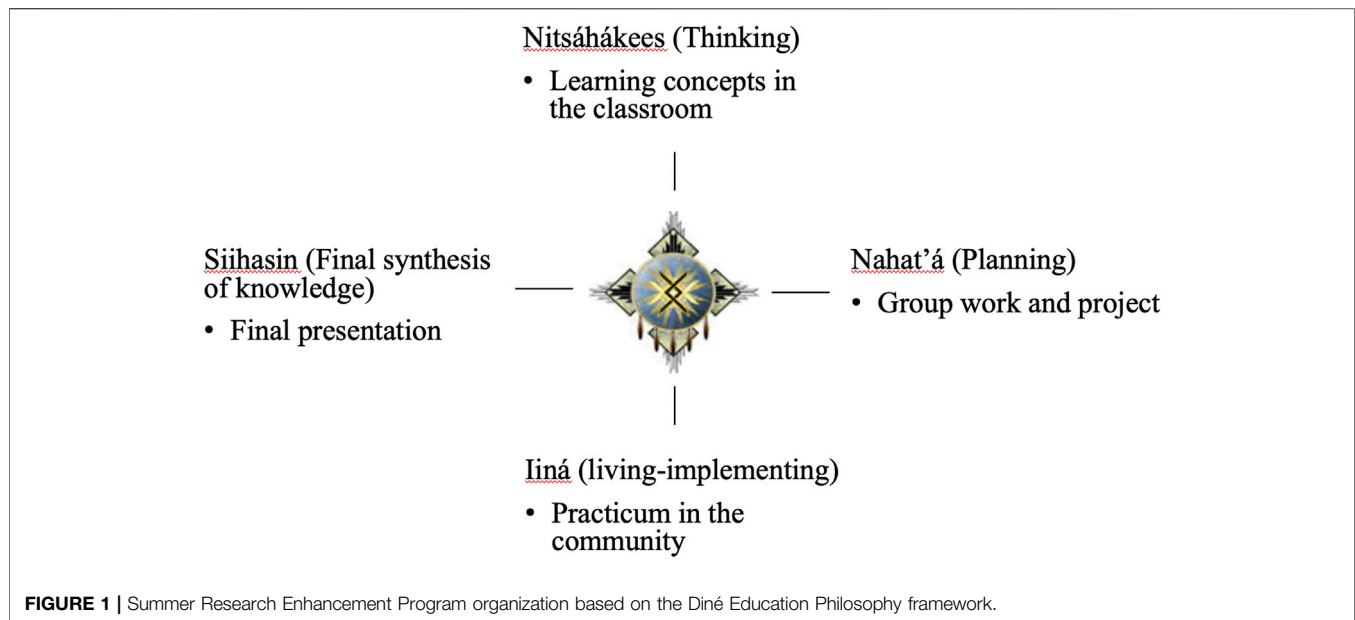 Nitsáhákees (Thinking)
• Learning concepts in
the classroom
Siihasin (Final synthesis
of knowledge)
• Final presentation
Nahat’á (Planning)
• Group work and project
Iiná (living-implementing)
• Practicum in the
community
FIGURE 1 | Summer Research Enhancement Program organization based on the Diné Education Philosophy framework.